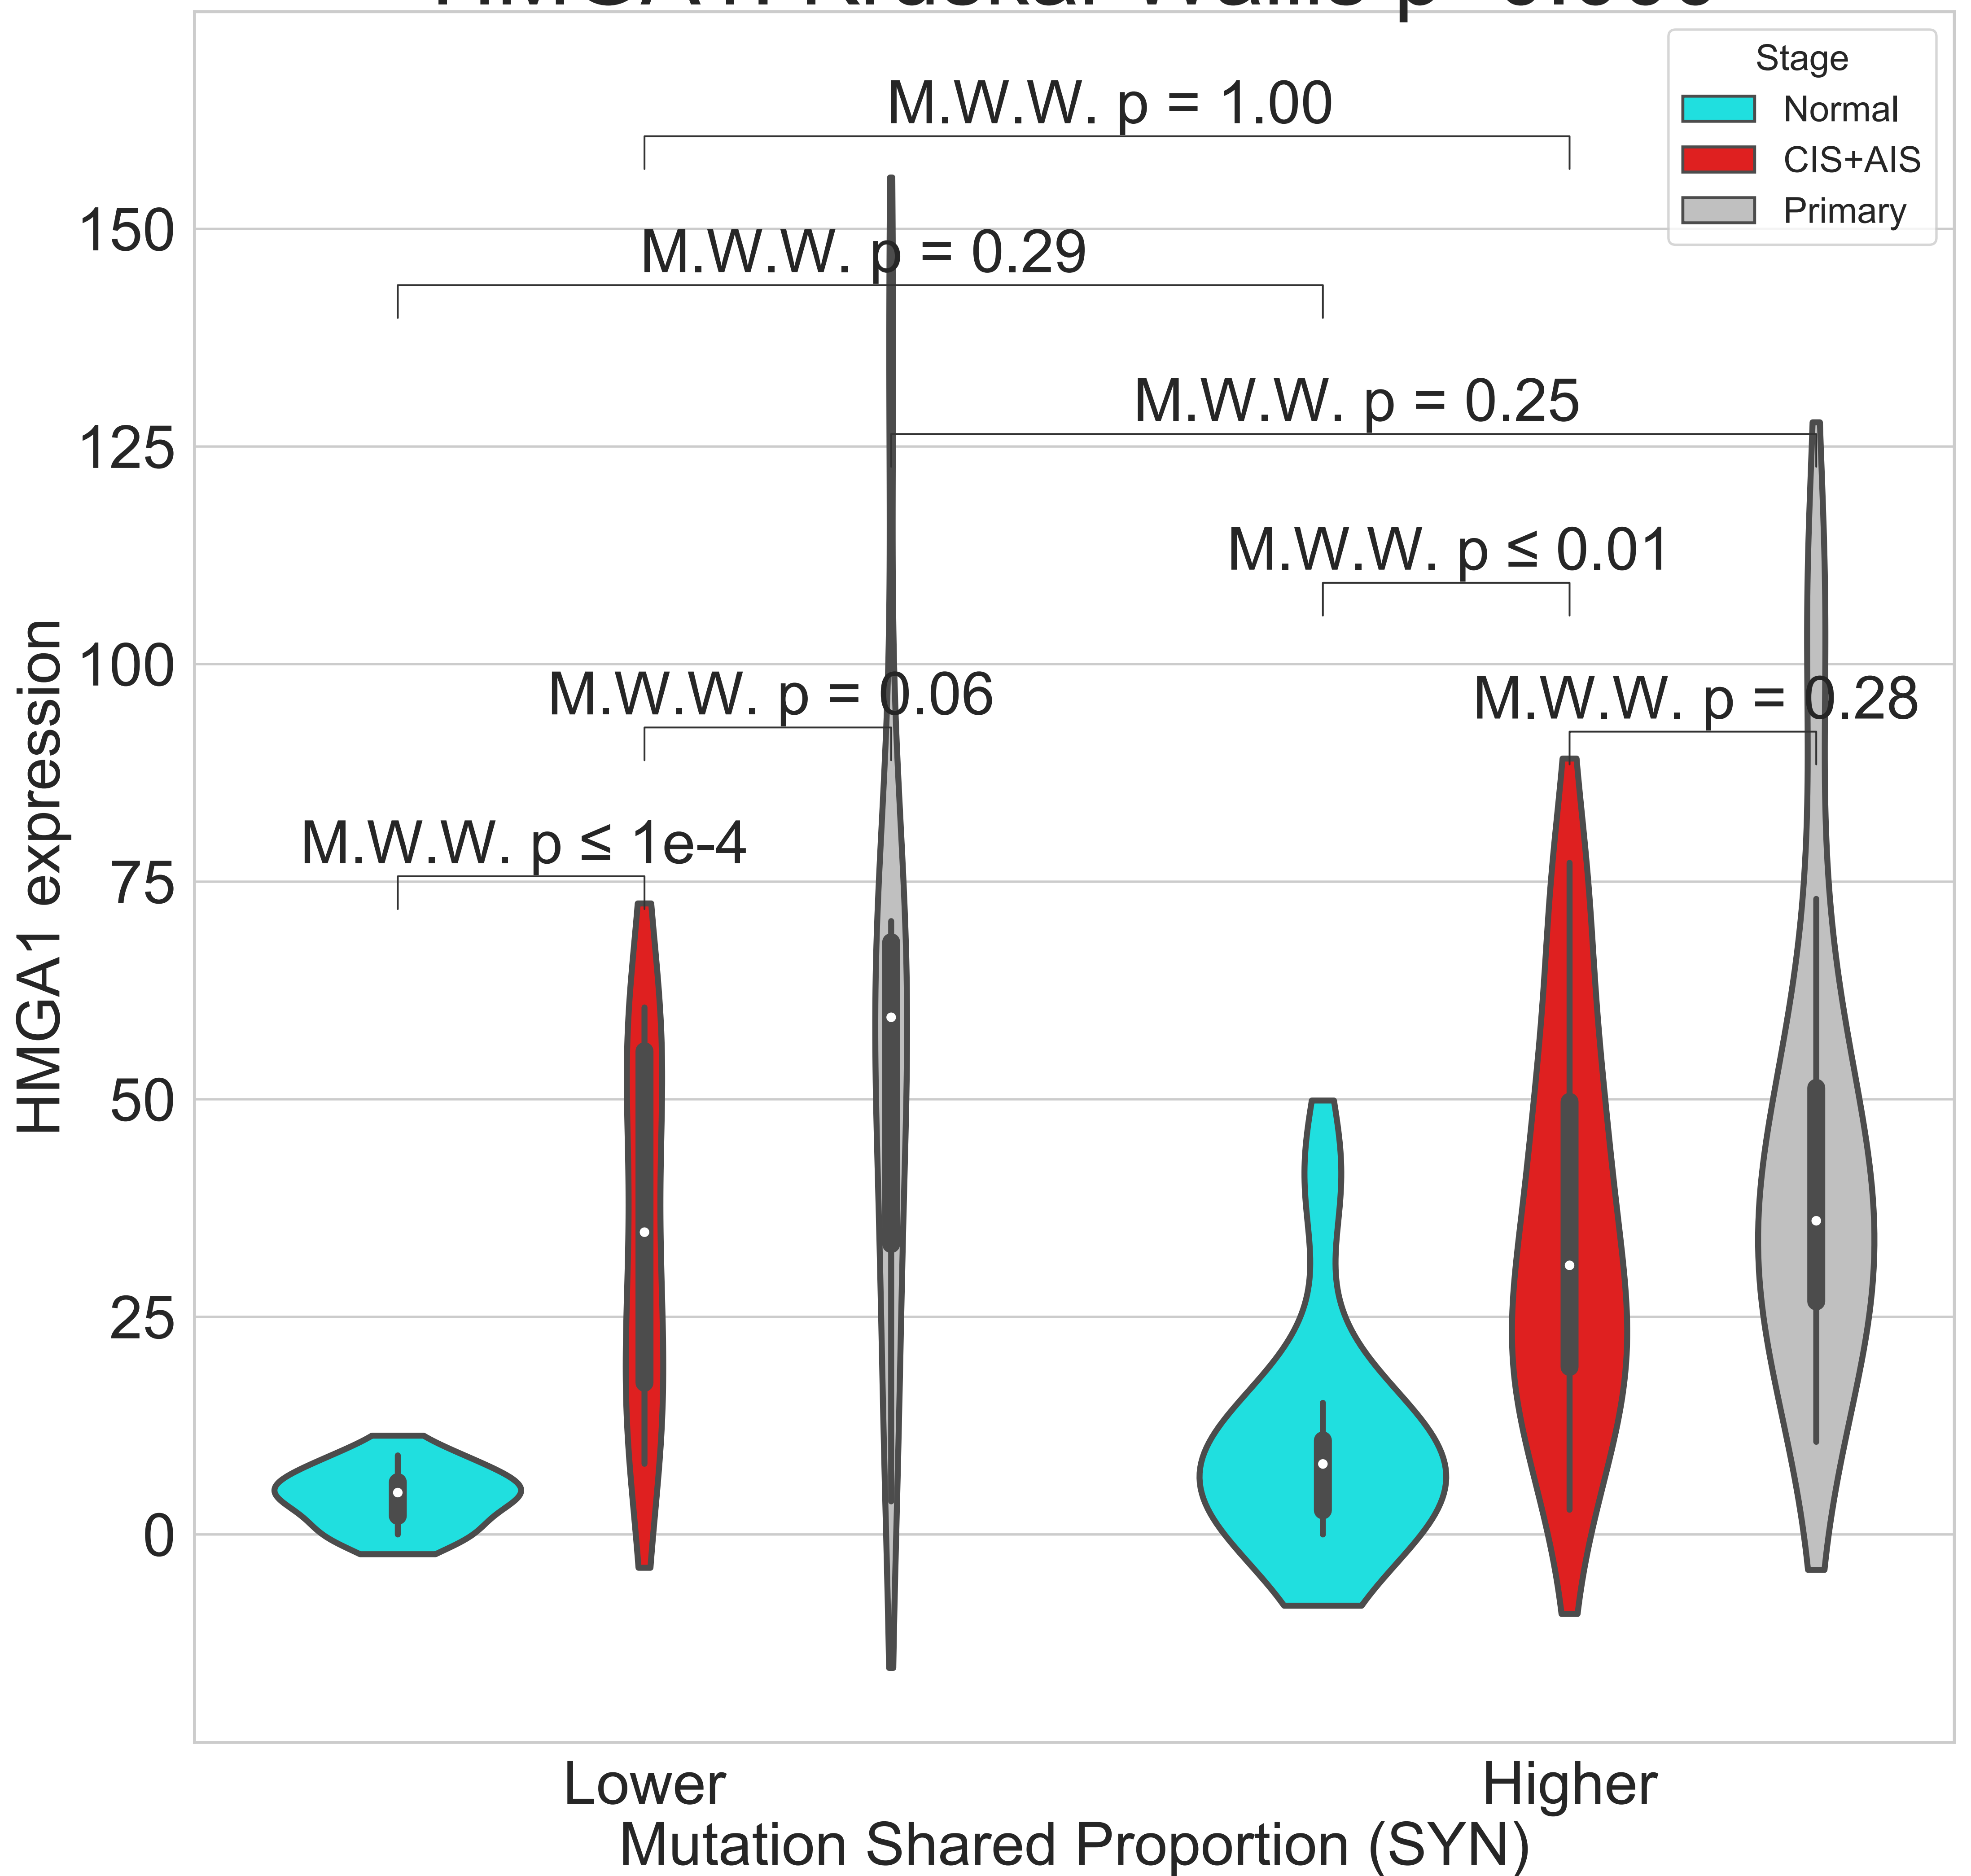 Stage
Normal
CIS+AIS
Primary
M.W.W. p = 1.00
M.W.W. p = 0.29
M.W.W. p = 0.25
M.W.W. p ≤ 0.01
M.W.W. p = 0.06
M.W.W. p = 0.28
M.W.W. p ≤ 1e-4
150
125
100
75
50
25
0
HMGA1 expression
Lower
Higher
Mutation Shared Proportion (SYN)